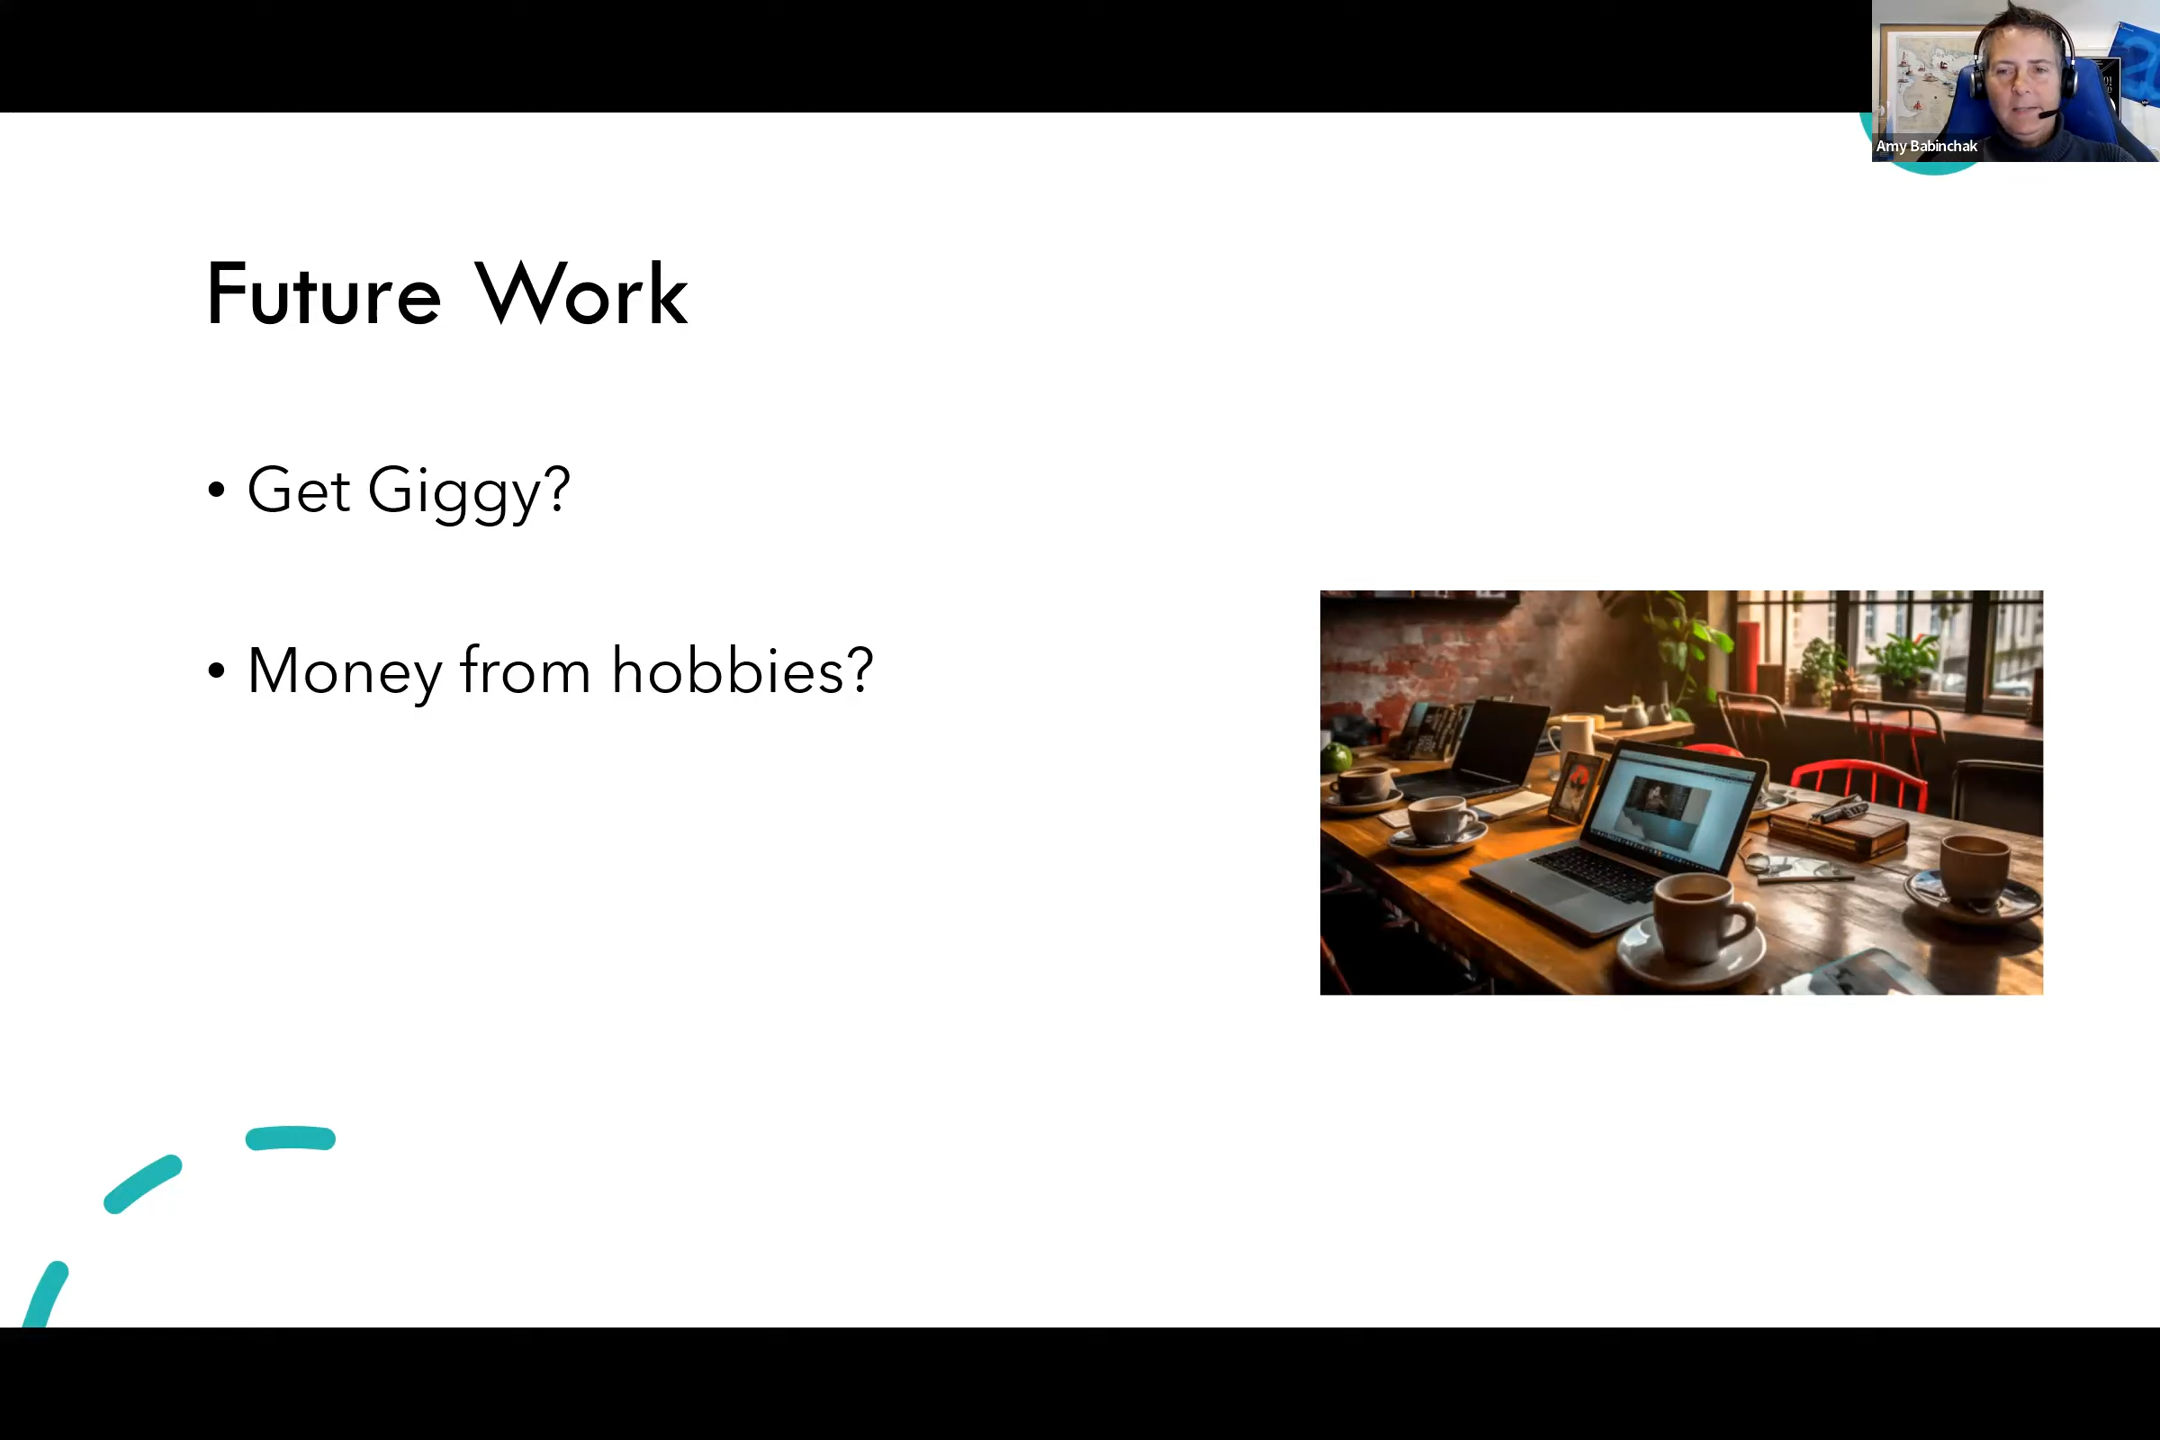 Amy Babinchak
Future Work
• Get Giggy?
• Money from hobbies?